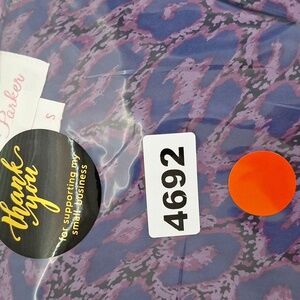 Parker
S
thank
you
for supporting my
small business
4692